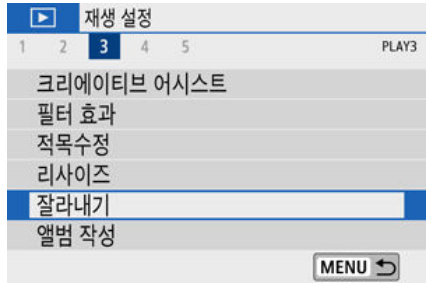 재생 설정
1 2 3 4 5 PLAY3
크리에이티브 어시스트
필터 효과
적목수정
리사이즈
잘라내기
앨범 작성
MENU